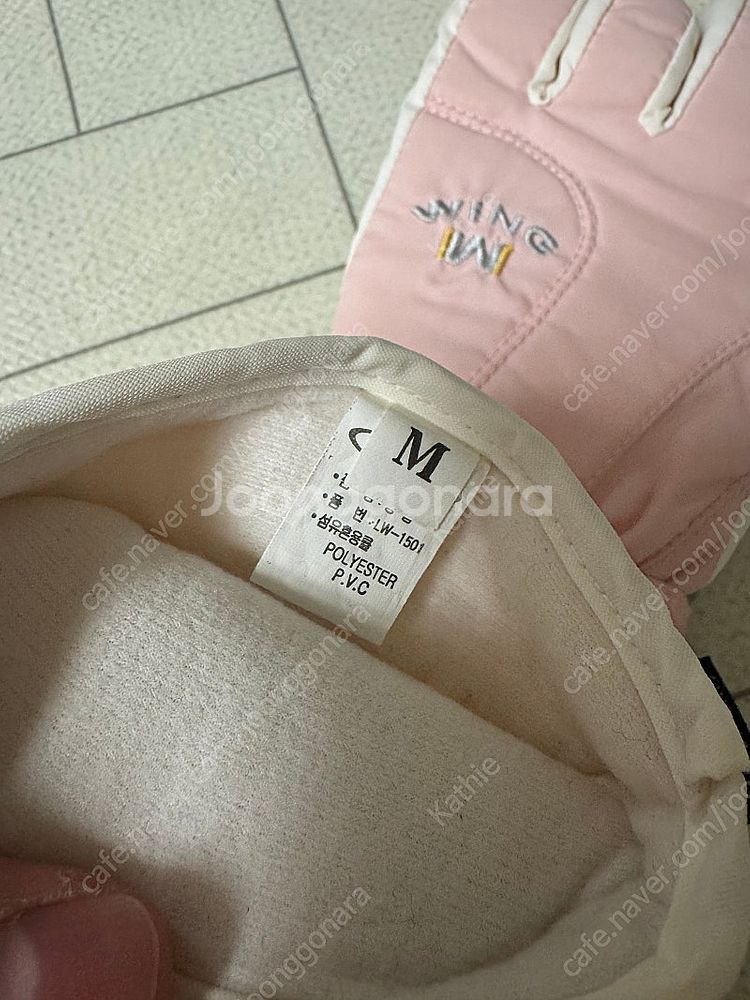 WING
M
품 번 : LW-1501
섬유혼용률
POLYESTER
P.V.C
Joonggonara
cafe.naver.com/joonggonara
Kathie